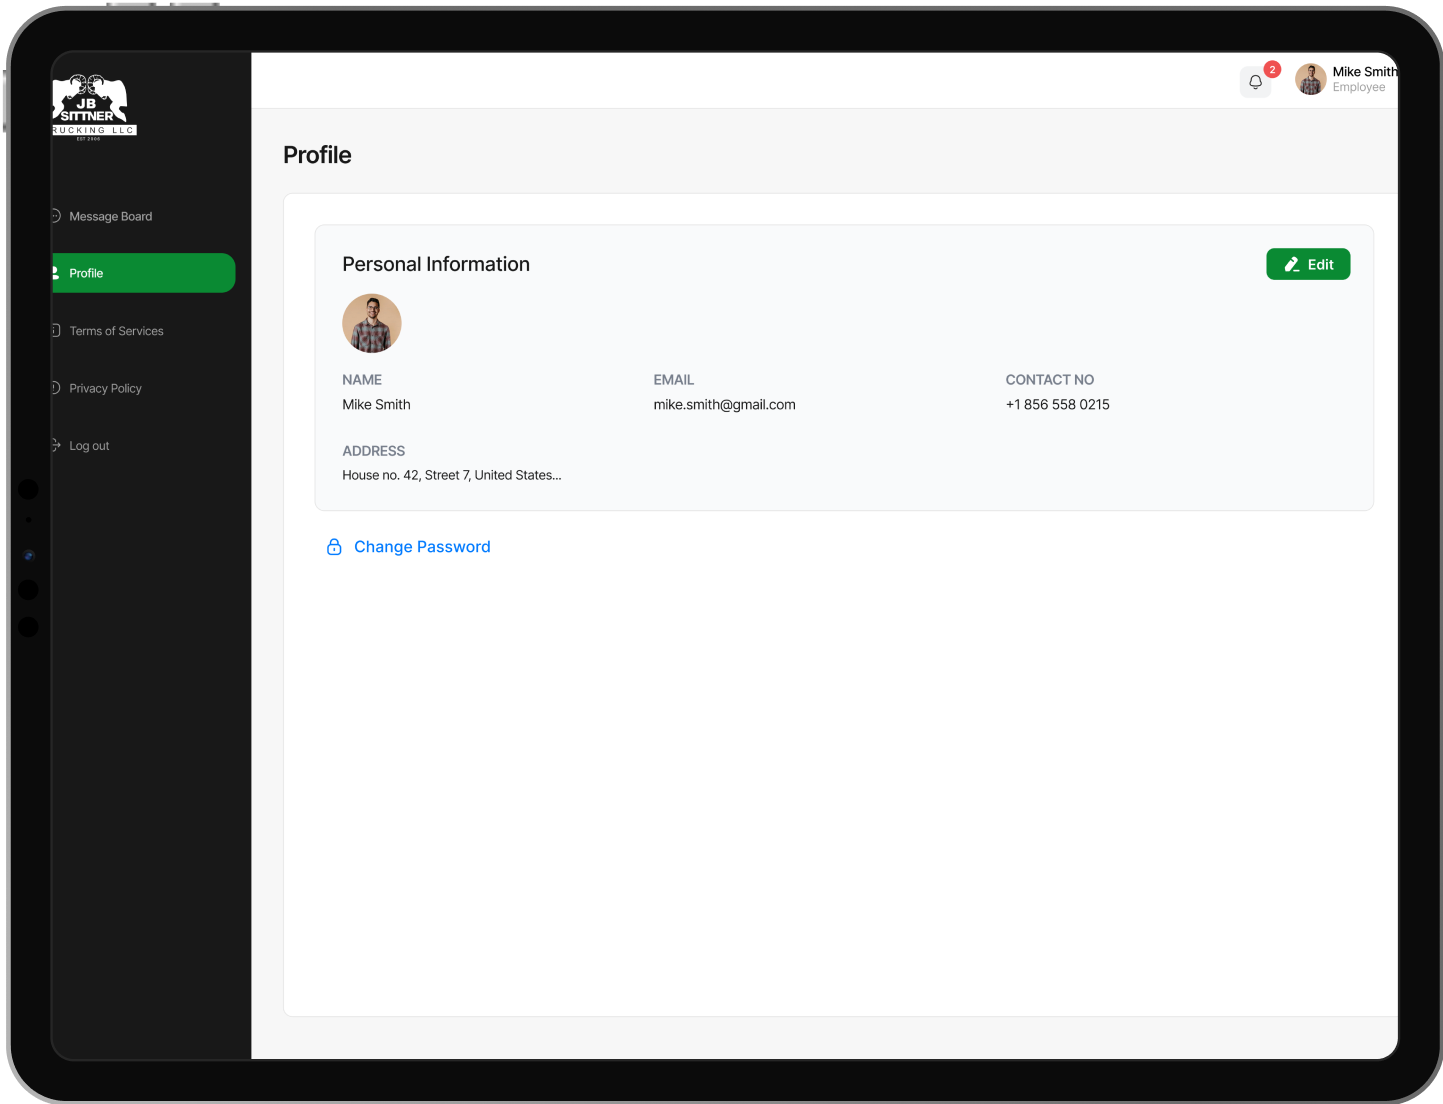 JB
SITTNER
RUCKING LLC
EST 2006
Message Board
Profile
Terms of Services
Privacy Policy
Log out
2
Mike Smith
Employee
Profile
Personal Information
Edit
NAME
Mike Smith
EMAIL
mike.smith@gmail.com
CONTACT NO
+1 856 558 0215
ADDRESS
House no. 42, Street 7, United States...
Change Password